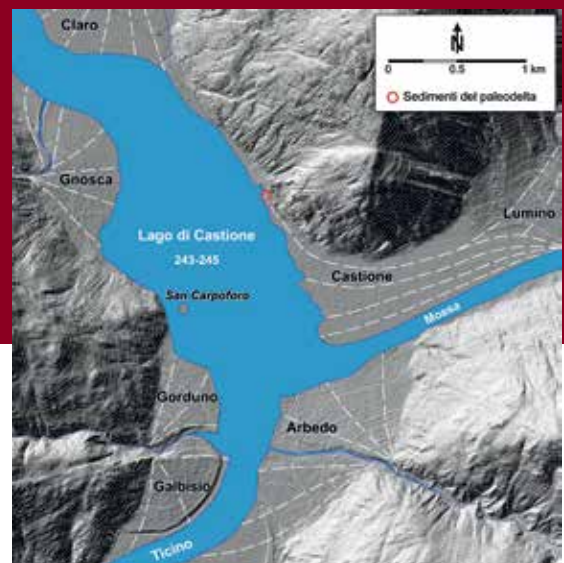 Claro
N
0 0.5 1 km
Sedimenti del paleodelta
Gnosca
Lumino
Lago di Castione
243-245
Castione
San Carpoforo
Moesa
Gorduno
Arbedo
Galbisio
Ticino